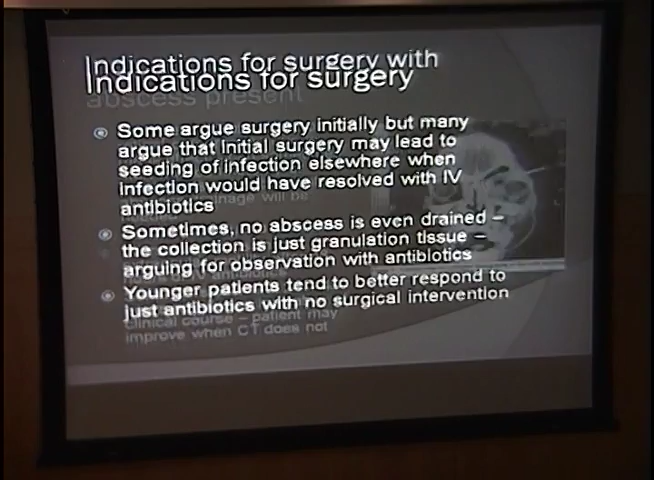 Indications for surgery with
Indications for surgery
abscess present
Some argue surgery initially but many
argue that initial surgery may lead to
seeding of infection elsewhere when
infection would have resolved with IV
antibiotics
Sometimes, no abscess is even drained –
the collection is just granulation tissue –
arguing for observation with antibiotics
Younger patients tend to better respond to
just antibiotics with no surgical intervention
clinical course – patient may
improve when CT does not